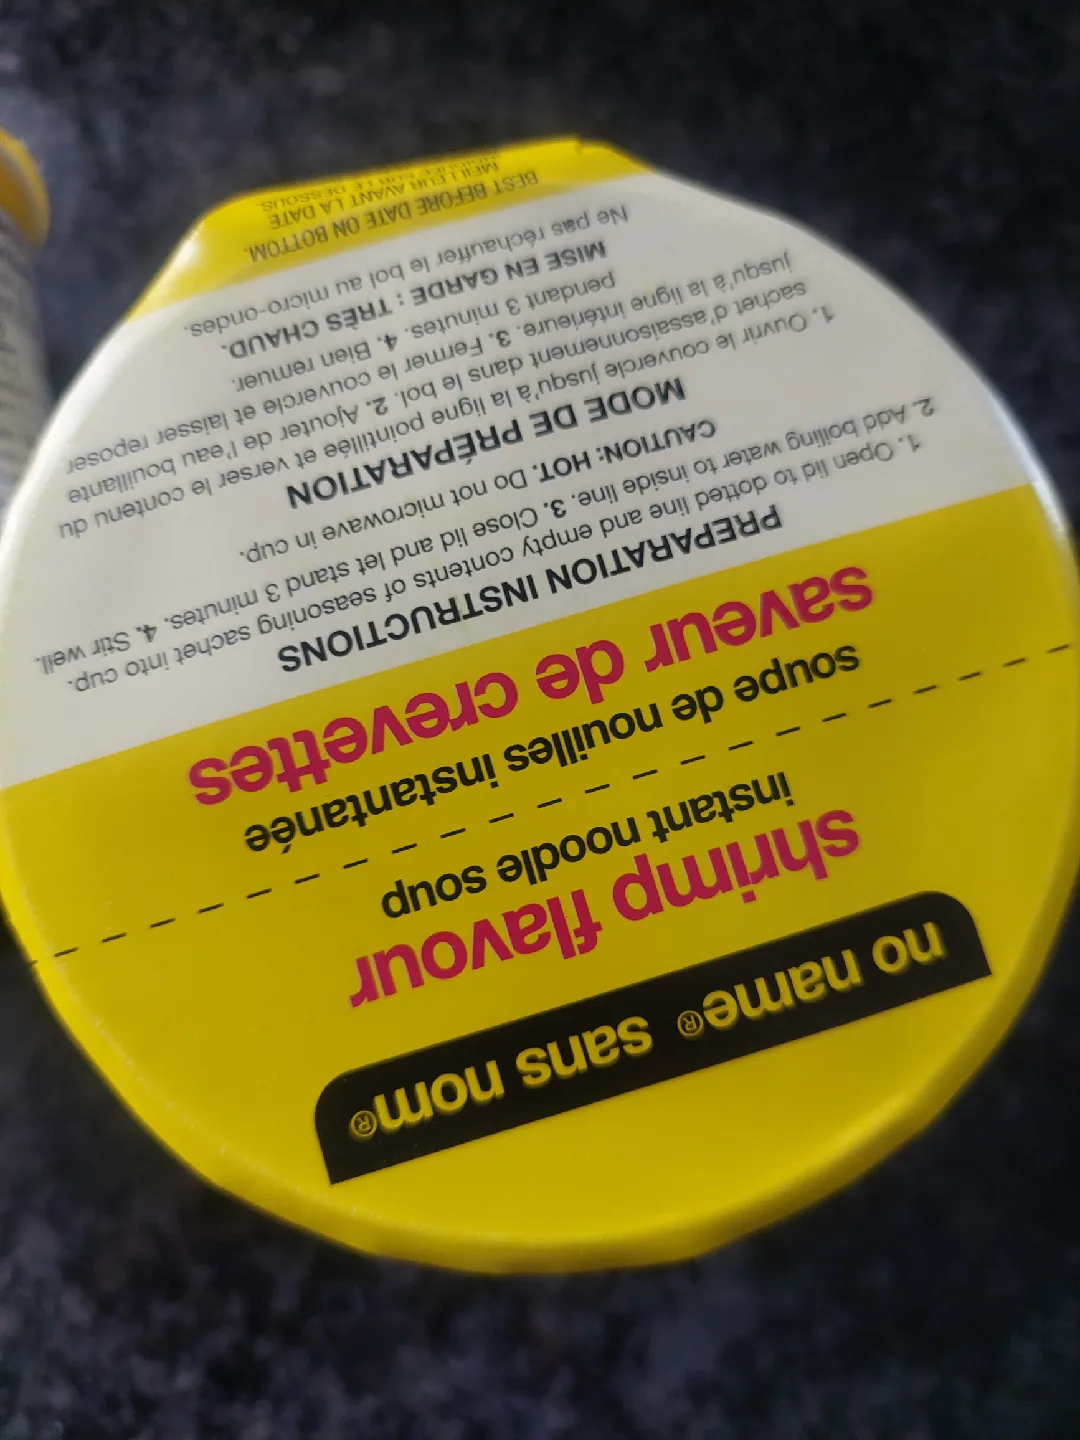 no name® sans nom®
shrimp flavour
instant noodle soup
soupe de nouilles instantanée
saveur de crevettes
PREPARATION INSTRUCTIONS
1. Open lid to dotted line and empty contents of seasoning sachet into cup.
2. Add boiling water to inside line. 3. Close lid and let stand 3 minutes. 4. Stir well.
CAUTION: HOT. Do not microwave in cup.
MODE DE PRÉPARATION
1. Ouvrir le couvercle jusqu'à la ligne pointillée et verser le contenu du
sachet d'assaisonnement dans le bol. 2. Ajouter de l'eau bouillante
jusqu'à la ligne intérieure. 3. Fermer le couvercle et laisser reposer
pendant 3 minutes. 4. Bien remuer.
MISE EN GARDE : TRÈS CHAUD.
Ne pas réchauffer le bol au micro-ondes.
BEST BEFORE DATE ON BOTTOM.
MEILLEUR AVANT LA DATE
INDIQUÉE SUR LE DESSOUS.